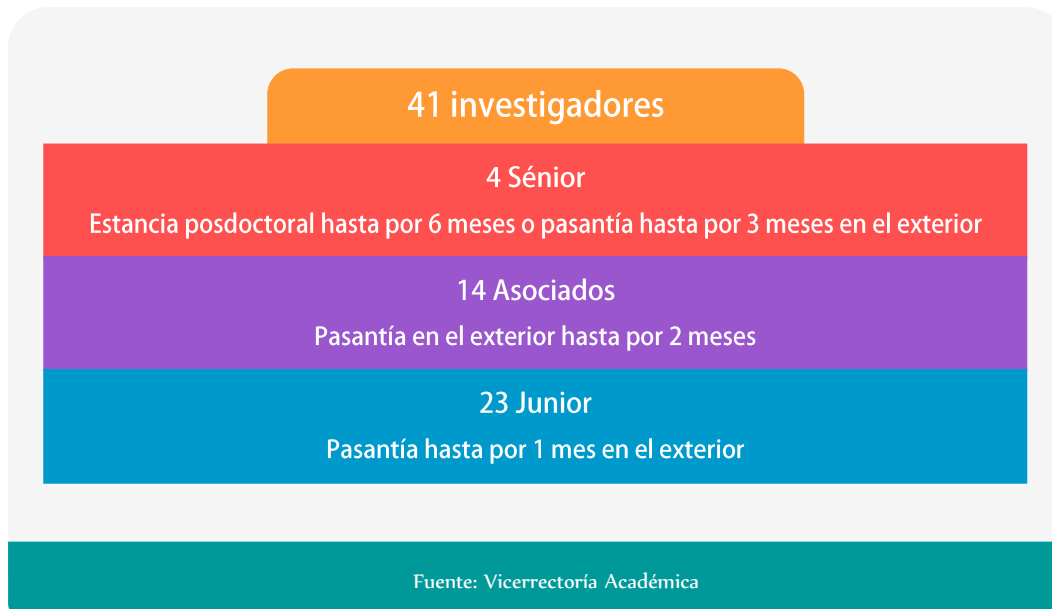 41 investigadores
4 Sénior
Estancia posdoctoral hasta por 6 meses o pasantía hasta por 3 meses en el exterior
14 Asociados
Pasantía en el exterior hasta por 2 meses
23 Junior
Pasantía hasta por 1 mes en el exterior
Fuente: Vicerrectoría Académica